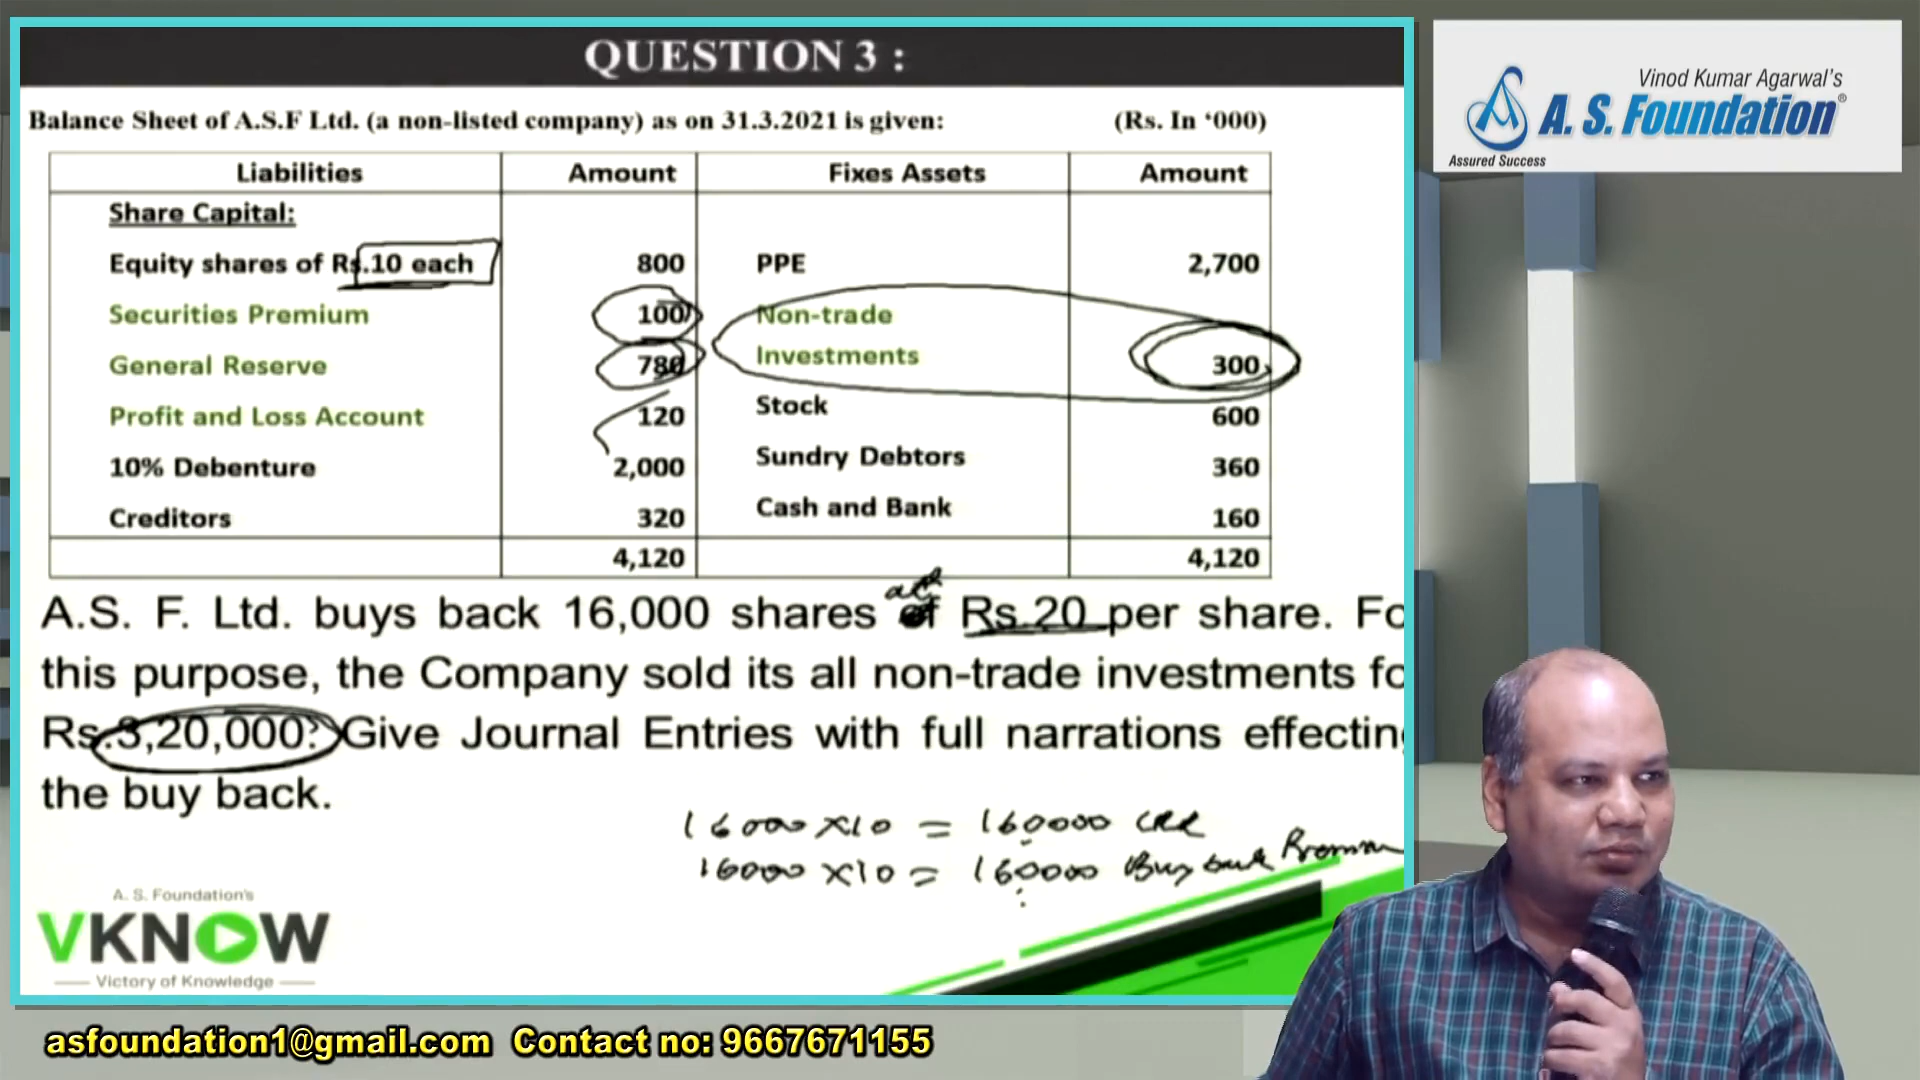 QUESTION 3 :
Vinod Kumar Agarwal's
A. S. Foundation®
Assured Success
Balance Sheet of A.S.F Ltd. (a non-listed company) as on 31.3.2021 is given: (Rs. In ‘000)
Liabilities Amount Fixes Assets Amount
Share Capital:
Equity shares of Rs.10 each 800 PPE 2,700
Securities Premium 100 Non-trade
General Reserve 780 Investments 300
Profit and Loss Account 120 Stock 600
10% Debenture 2,000 Sundry Debtors 360
Creditors 320 Cash and Bank 160
4,120 4,120
at
A.S. F. Ltd. buys back 16,000 shares of Rs.20 per share. Fo
this purpose, the Company sold its all non-trade investments fo
Rs.3,20,000? Give Journal Entries with full narrations effecting
the buy back.
16000 X10 = 160000 CRR
16000 X10 = 160000 Buy back Premium
A. S. Foundation's
VKNOW
Victory of Knowledge
asfoundation1@gmail.com Contact no: 9667671155